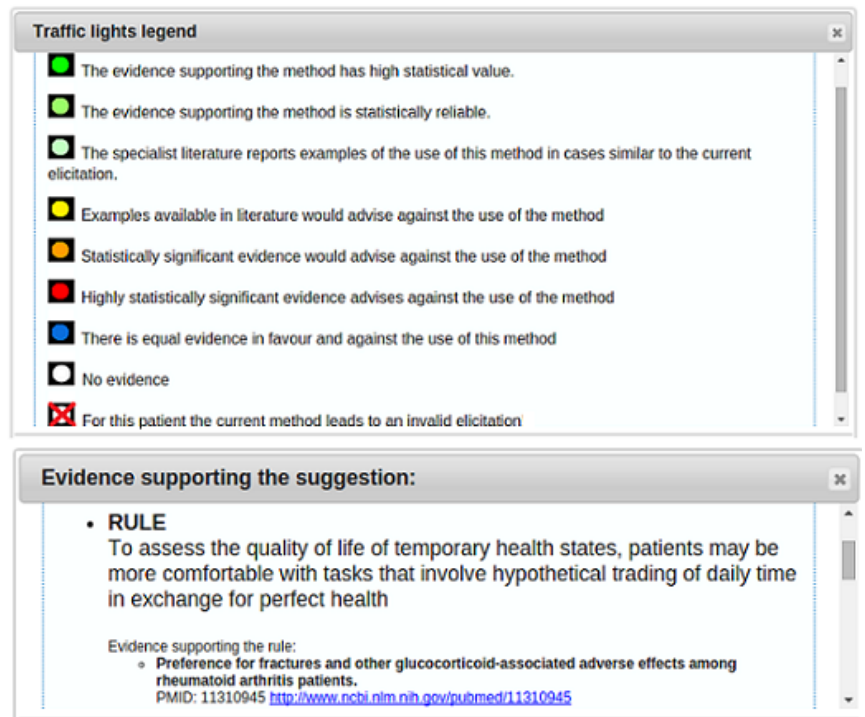 Traffic lights legend
The evidence supporting the method has high statistical value.
The evidence supporting the method is statistically reliable.
The specialist literature reports examples of the use of this method in cases similar to the current
elicitation.
Examples available in literature would advise against the use of the method
Statistically significant evidence would advise against the use of the method
Highly statistically significant evidence advises against the use of the method
There is equal evidence in favour and against the use of this method
No evidence
For this patient the current method leads to an invalid elicitation
Evidence supporting the suggestion:
• RULE
To assess the quality of life of temporary health states, patients may be
more comfortable with tasks that involve hypothetical trading of daily time
in exchange for perfect health
Evidence supporting the rule:
Preference for fractures and other glucocorticoid-associated adverse effects among
rheumatoid arthritis patients.
PMID: 11310945 http://www.ncbi.nlm.nih.gov/pubmed/11310945